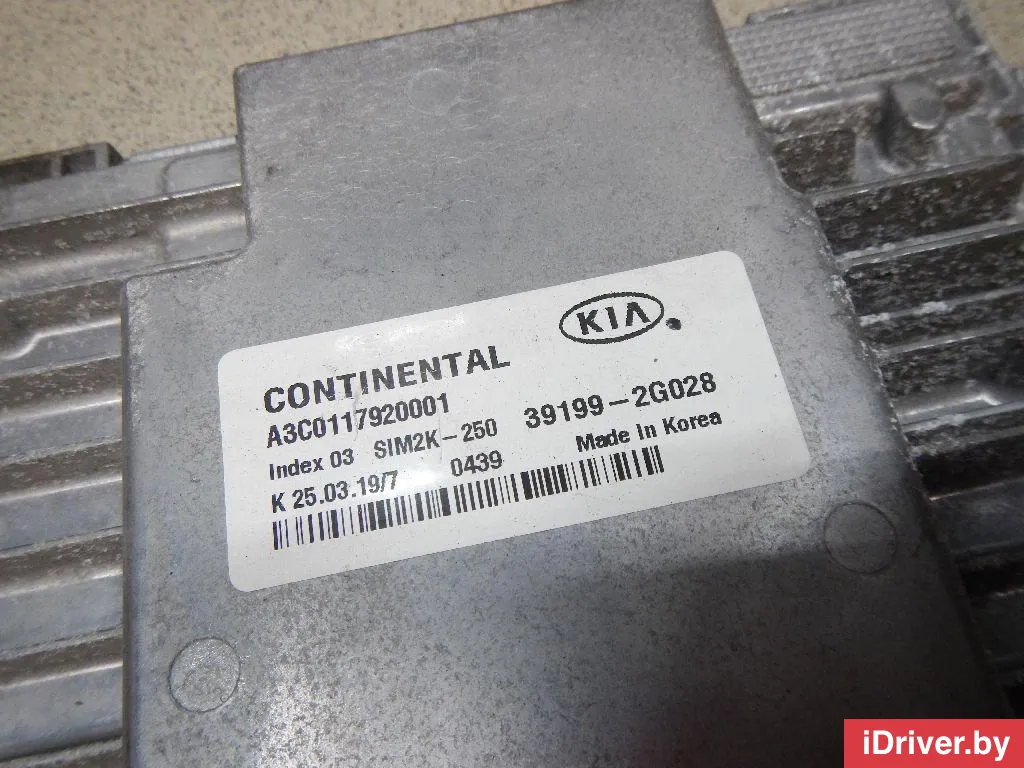 KIA
CONTINENTAL
A3C0117920001 39199-2G028
Index 03 SIM2K-250 Made in Korea
K 25.03.19/7 0439
iDriver.by